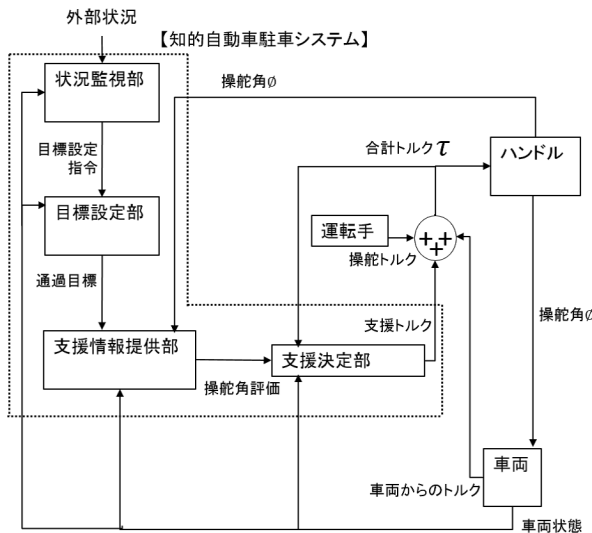 外部状況
【知的自動車駐車システム】
状況監視部
操舵角∅
目標設定
指令
合計トルク τ
ハンドル
目標設定部
運転手
+++
操舵トルク
通過目標
支援トルク
操舵角∅
支援情報提供部
支援決定部
操舵角評価
車両
車両からのトルク
車両状態